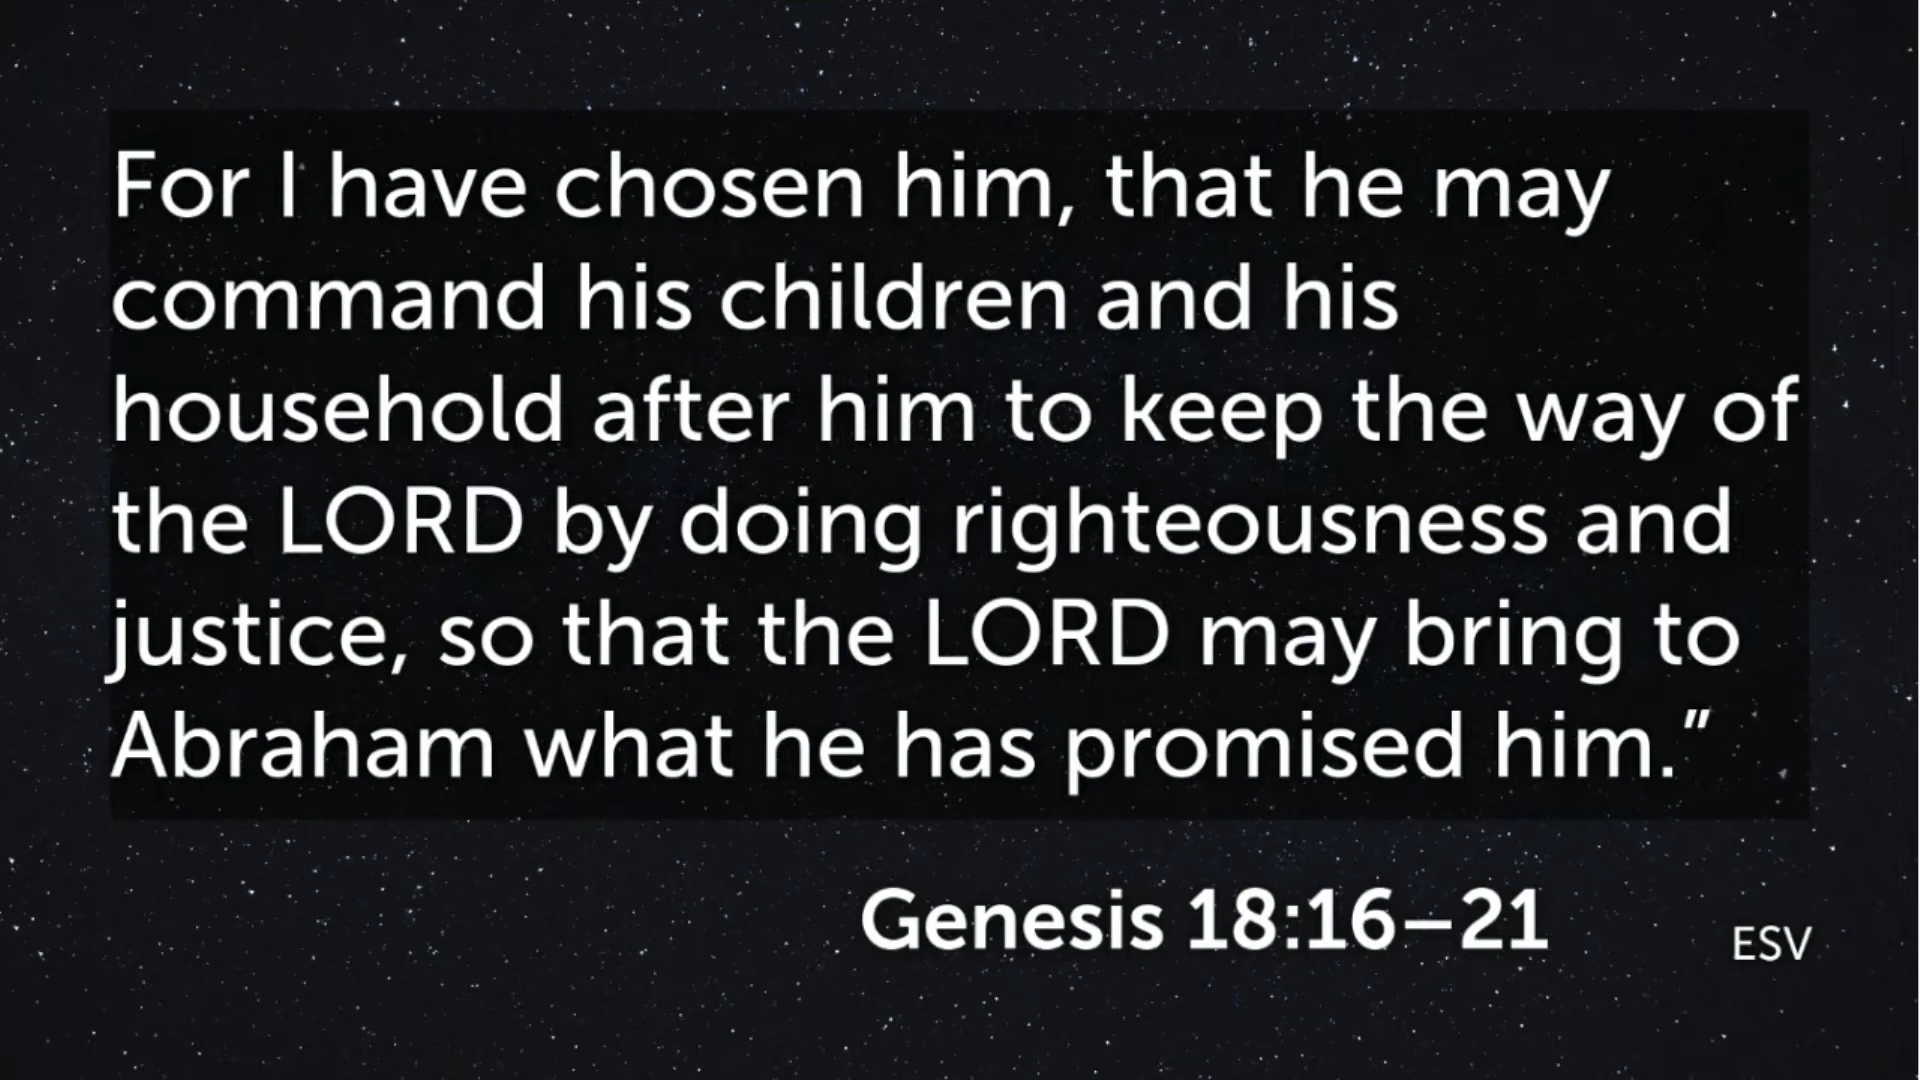 For I have chosen him, that he may
command his children and his
household after him to keep the way of
the LORD by doing righteousness and
justice, so that the LORD may bring to
Abraham what he has promised him.”
Genesis 18:16–21
ESV